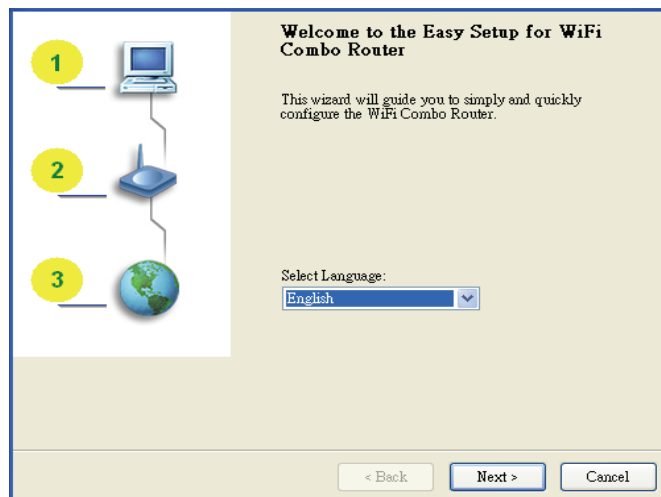 1
2
3
Welcome to the Easy Setup for WiFi
Combo Router
This wizard will guide you to simply and quickly
configure the WiFi Combo Router.
Select Language:
English
< Back
Next >
Cancel